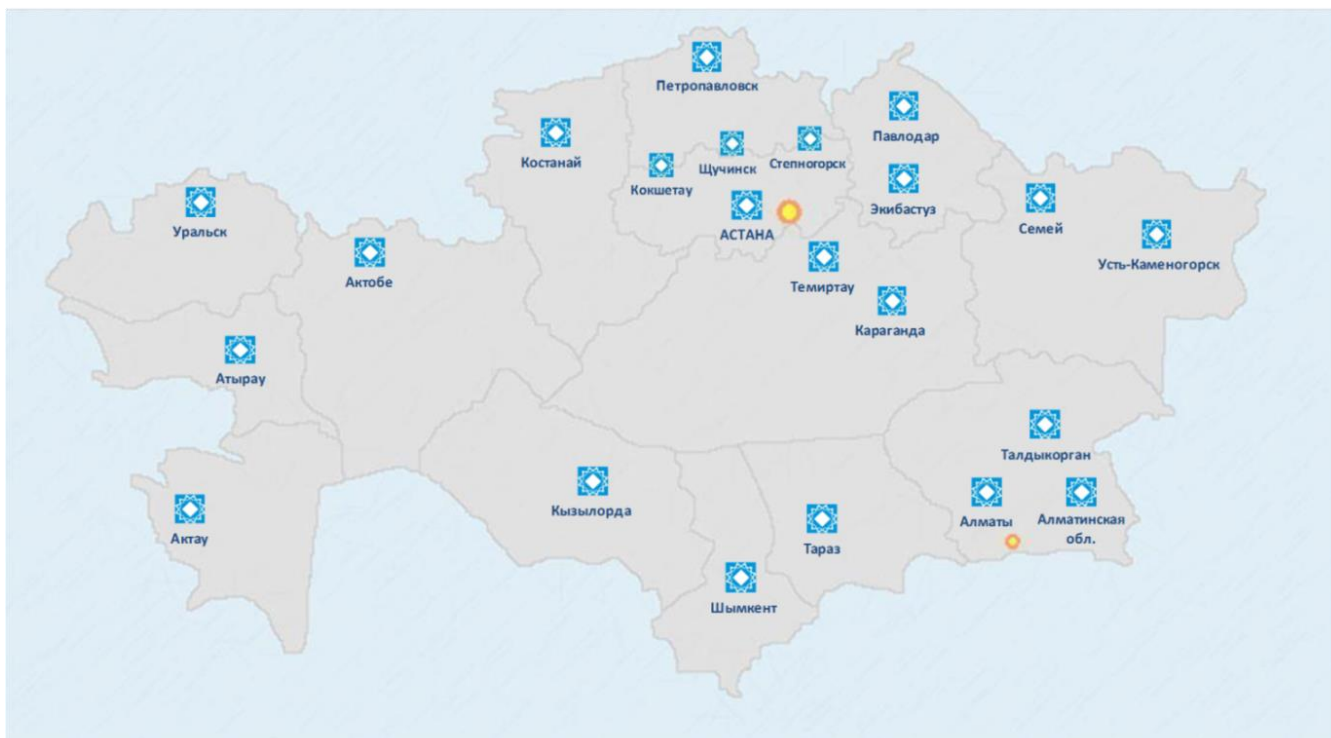 Петропавловск
Павлодар
Костанай
Степногорск
Щучинск
Кокшетау
Экибастуз
Уральск
АСТАНА
Семей
Усть-Каменогорск
Актобе
Темиртау
Караганда
Атырау
Талдыкорган
Кызылорда
Алматы
Алматинская
обл.
Актау
Тараз
Шымкент